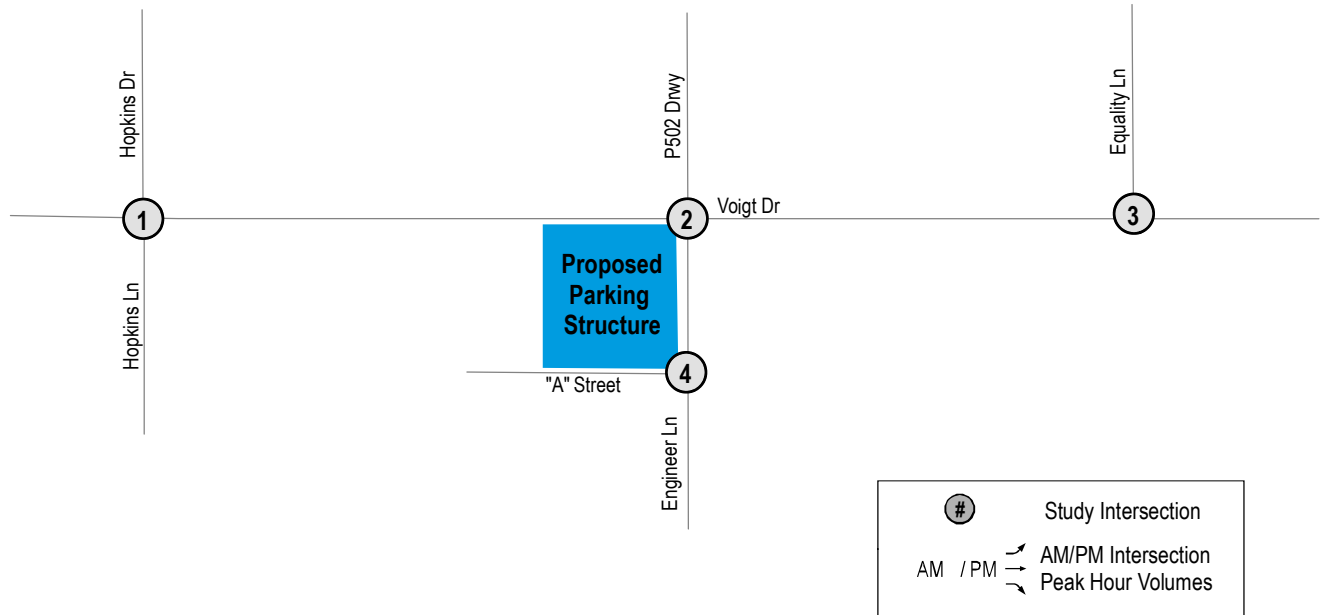 Hopkins Dr
P502 Drwy
Equality Ln
1
2
Voigt Dr
3
Proposed
Parking
Structure
Hopkins Ln
4
"A" Street
Engineer Ln
# Study Intersection
AM / PM AM/PM Intersection
Peak Hour Volumes